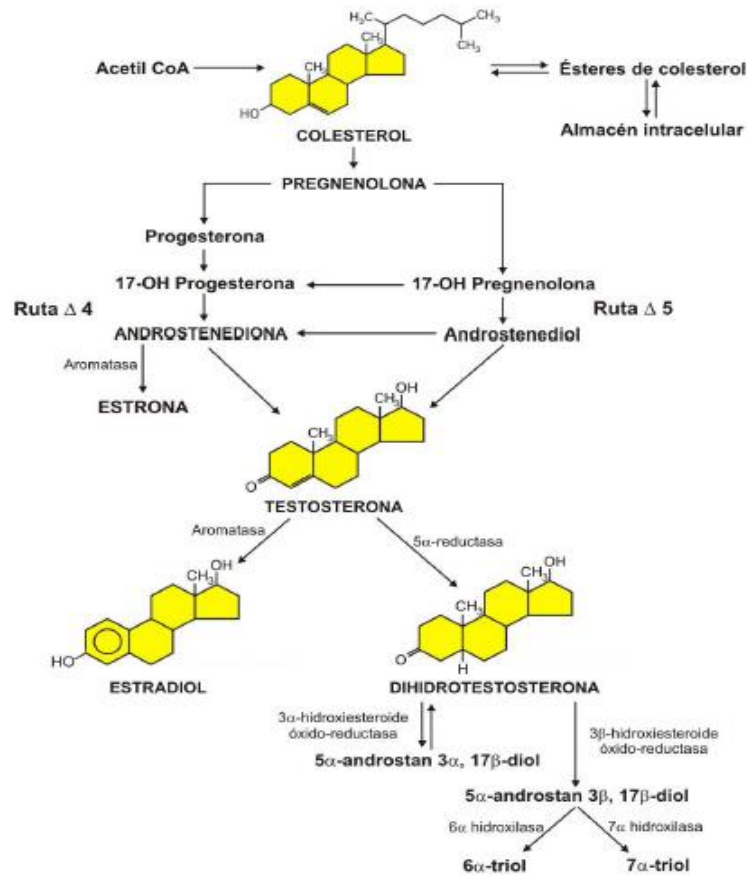 H₃C
CH₃
CH₃
CH₃
CH₃
HO
Acetil CoA
Ésteres de colesterol
COLESTEROL
Almacén intracelular
PREGNENOLONA
Progesterona
17-OH Progesterona
17-OH Pregnenolona
Ruta Δ 4
Ruta Δ 5
ANDROSTENEDIONA
Androstenediol
Aromatasa
ESTRONA
OH
CH₃
CH₃
O
TESTOSTERONA
Aromatasa
5α-reductasa
OH
CH₃
HO
ESTRADIOL
OH
CH₃
CH₃
O
H
DIHIDROTESTOSTERONA
3α-hidroxiesteroide
óxido-reductasa
3β-hidroxiesteroide
óxido-reductasa
5α-androstan 3α, 17β-diol
5α-androstan 3β, 17β-diol
6α hidroxilasa
7α hidroxilasa
6α-triol
7α-triol